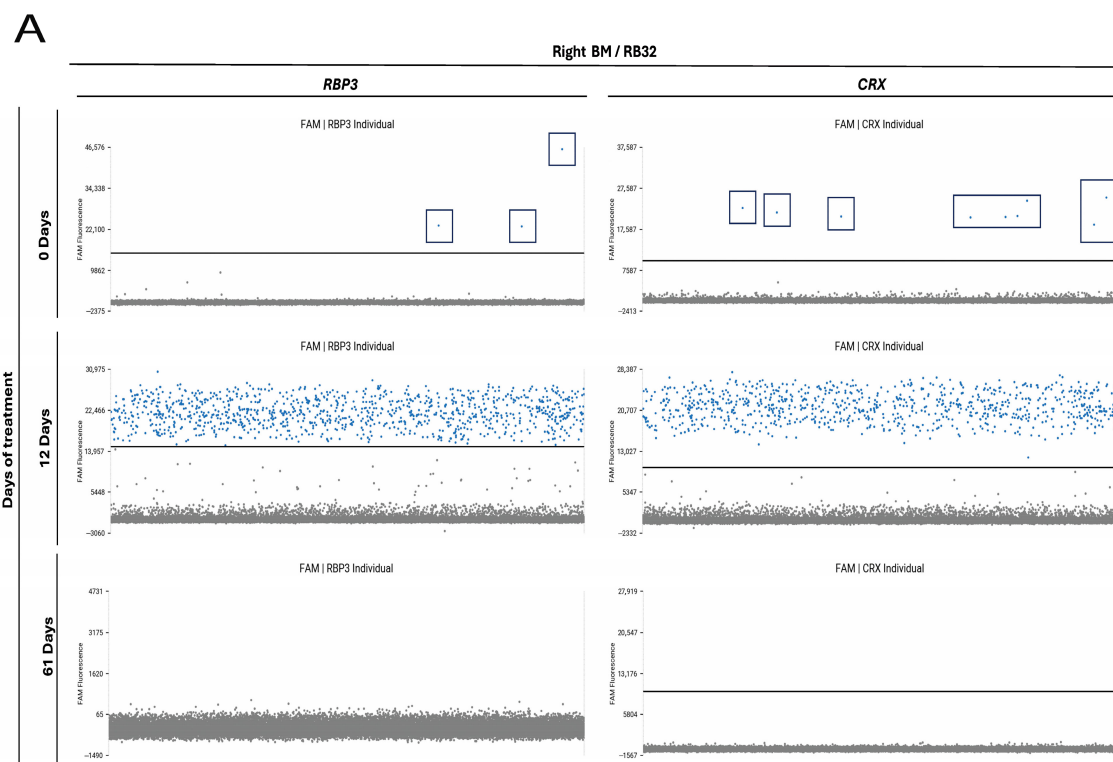 A
Right BM / RB32
RBP3
CRX
Days of treatment
0 Days
FAM | RBP3 Individual
FAM Fluorescence
46,576
34,338
22,100
9862
−2375
FAM | CRX Individual
FAM Fluorescence
37,587
27,587
17,587
7587
−2413
12 Days
FAM | RBP3 Individual
FAM Fluorescence
30,975
22,466
13,957
5448
−3060
FAM | CRX Individual
FAM Fluorescence
28,387
20,707
13,027
5347
−2332
61 Days
FAM | RBP3 Individual
FAM Fluorescence
4731
3175
1620
65
−1490
FAM | CRX Individual
FAM Fluorescence
27,919
20,547
13,176
5804
−1567